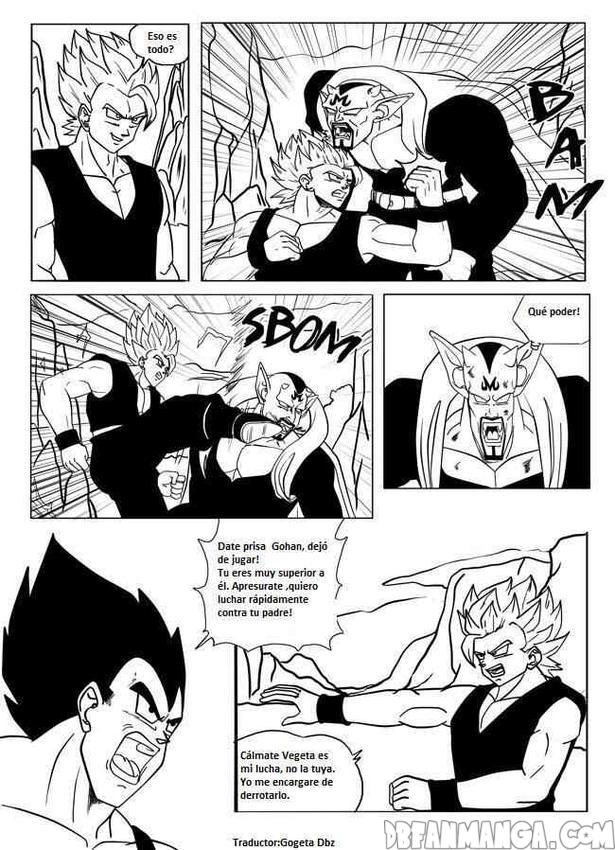 Eso es
todo?
BAM
SBOM
Qué poder!
Date prisa  Gohan, dejó
de jugar!
Tu eres muy superior a
él. Apresurate ,quiero
luchar rápidamente
contra tu padre!
Cálmate Vegeta es
mi lucha, no la tuya.
Yo me encargare de
derrotarlo.
Traductor:Gogeta Dbz
DBFANMANGA.COM